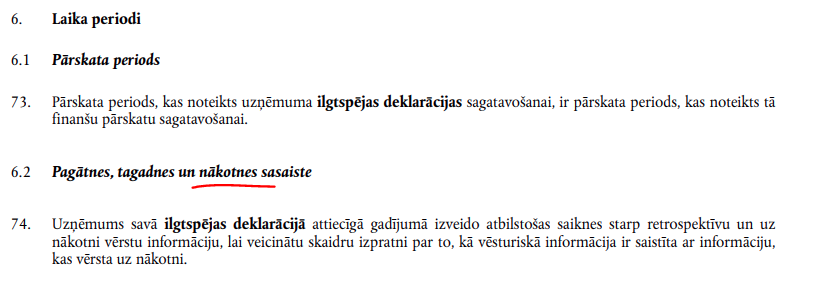 6. Laika periodi
6.1 Pārskata periods
73. Pārskata periods, kas noteikts uzņēmuma ilgtspējas deklarācijas sagatavošanai, ir pārskata periods, kas noteikts tā
finanšu pārskatu sagatavošanai.
6.2 Pagātnes, tagadnes un nākotnes sasaiste
74. Uzņēmums savā ilgtspējas deklarācijā attiecīgā gadījumā izveido atbilstošas saiknes starp retrospektīvu un uz
nākotni vērstu informāciju, lai veicinātu skaidru izpratni par to, kā vēsturiskā informācija ir saistīta ar informāciju,
kas vērsta uz nākotni.